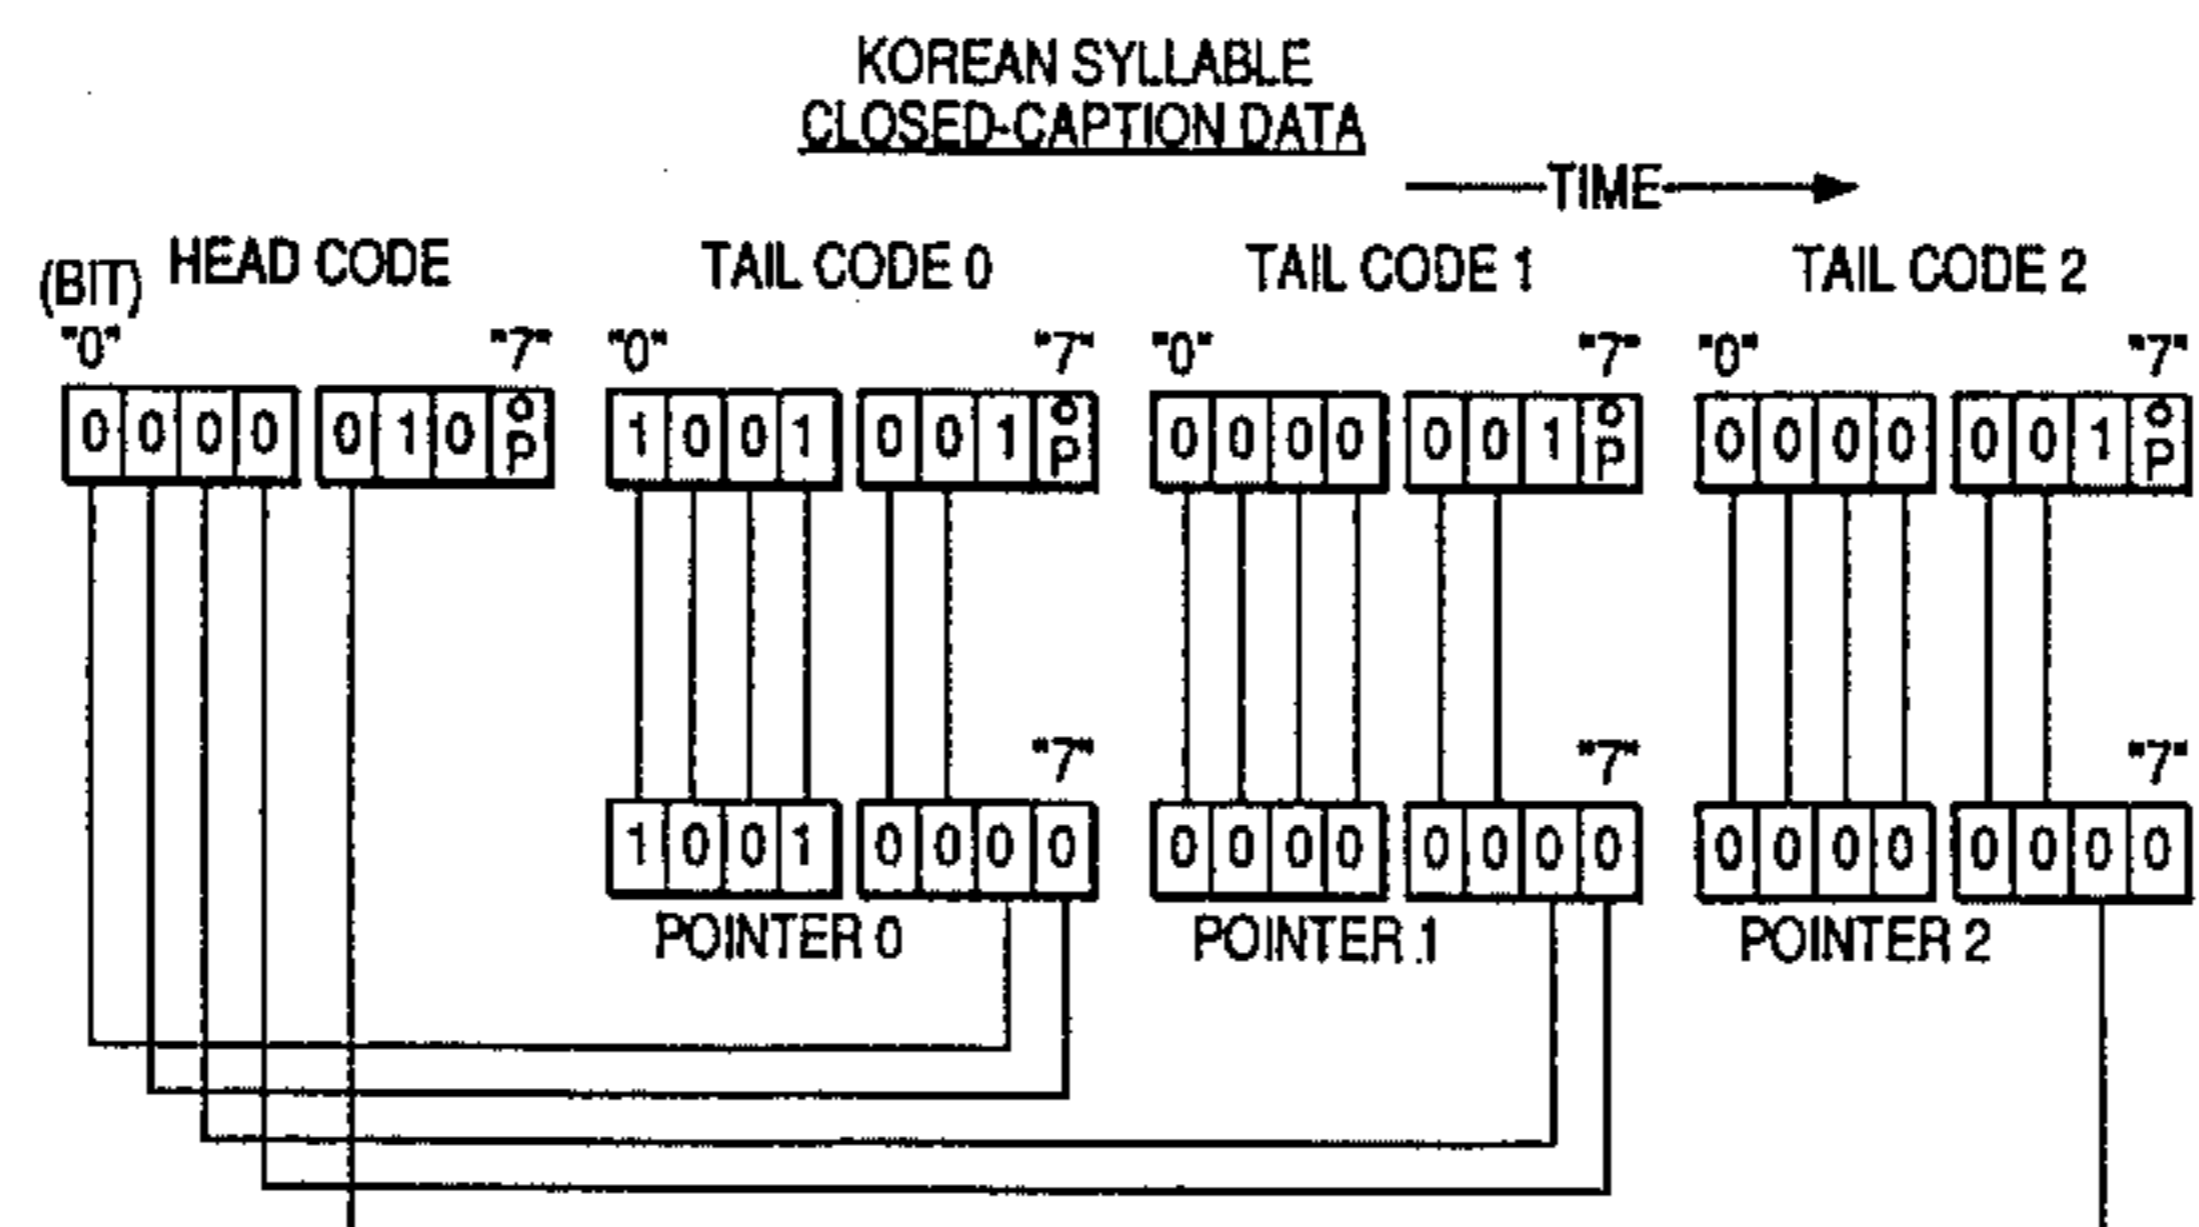 KOREAN SYLLABLE
CLOSED-CAPTION DATA
TIME
(BIT) HEAD CODE TAIL CODE 0 TAIL CODE 1 TAIL CODE 2
"0" "7" "0" "7" "0" "7" "0" "7"
0 0 0 0 0 1 0 O P 1 0 0 1 0 0 1 O P 0 0 0 0 0 0 1 O P 0 0 0 0 0 0 1 O P
"7" "7" "7"
1 0 0 1 0 0 0 0 0 0 0 0 0 0 0 0 0 0 0 0 0 0 0 0
POINTER 0 POINTER 1 POINTER 2